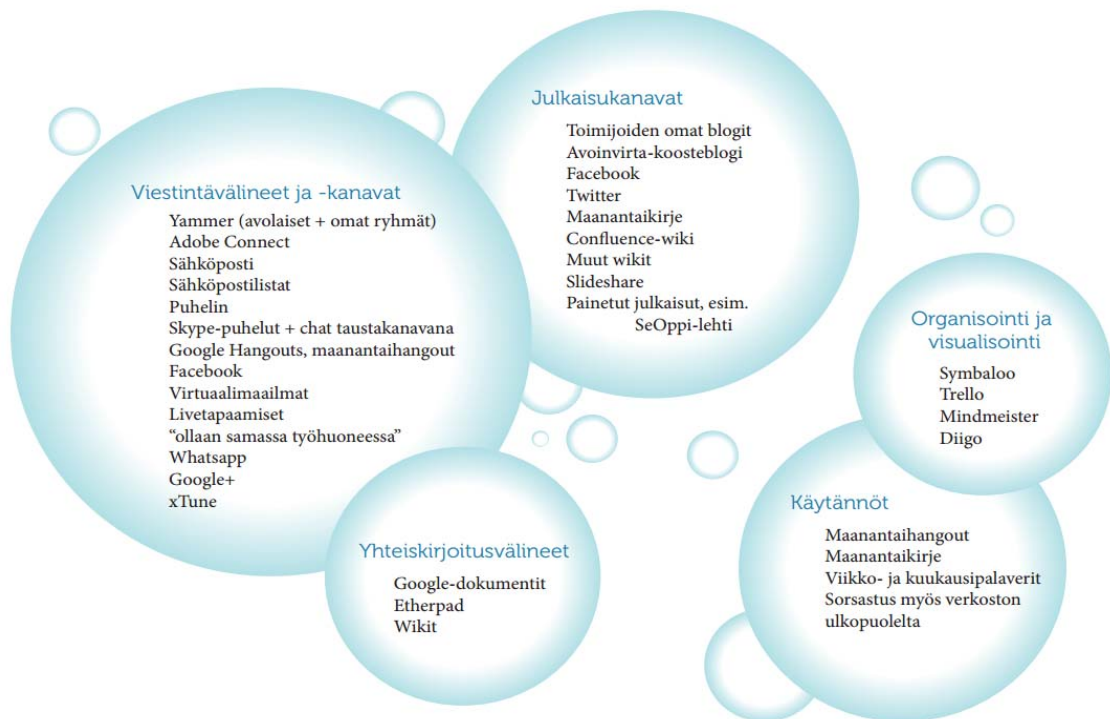 Viestintävälineet ja -kanavat
Yammer (avolaiset + omat ryhmät)
Adobe Connect
Sähköposti
Sähköpostilistat
Puhelin
Skype-puhelut + chat taustakanavana
Google Hangouts, maanantaihangout
Facebook
Virtuaalimaailmat
Livetapaamiset
“ollaan samassa työhuoneessa”
Whatsapp
Google+
xTune
Julkaisukanavat
Toimijoiden omat blogit
Avoinvirta-koosteblogi
Facebook
Twitter
Maanantaikirje
Confluence-wiki
Muut wikit
Slideshare
Painetut julkaisut, esim.
SeOppi-lehti
Organisointi ja
visualisointi
Symbaloo
Trello
Mindmeister
Diigo
Yhteiskirjoitusvälineet
Google-dokumentit
Etherpad
Wikit
Käytännöt
Maanantaihangout
Maanantaikirje
Viikko- ja kuukausipalaverit
Sorsastus myös verkoston
ulkopuolelta